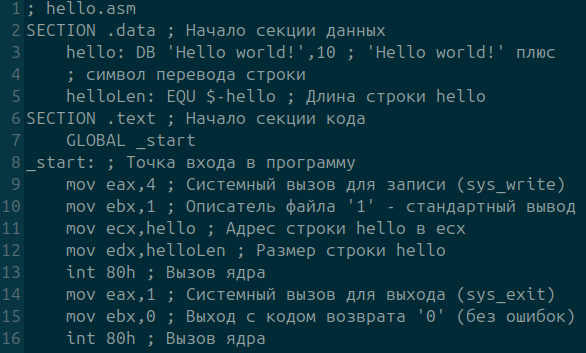 1 ; hello.asm
2 SECTION .data ; Начало секции данных
3     hello: DB 'Hello world!',10 ; 'Hello world!' плюс
4     ; символ перевода строки
5     helloLen: EQU $-hello ; Длина строки hello
6 SECTION .text ; Начало секции кода
7     GLOBAL _start
8 _start: ; Точка входа в программу
9     mov eax,4 ; Системный вызов для записи (sys_write)
10     mov ebx,1 ; Описатель файла '1' - стандартный вывод
11     mov ecx,hello ; Адрес строки hello в ecx
12     mov edx,helloLen ; Размер строки hello
13     int 80h ; Вызов ядра
14     mov eax,1 ; Системный вызов для выхода (sys_exit)
15     mov ebx,0 ; Выход с кодом возврата '0' (без ошибок)
16     int 80h ; Вызов ядра